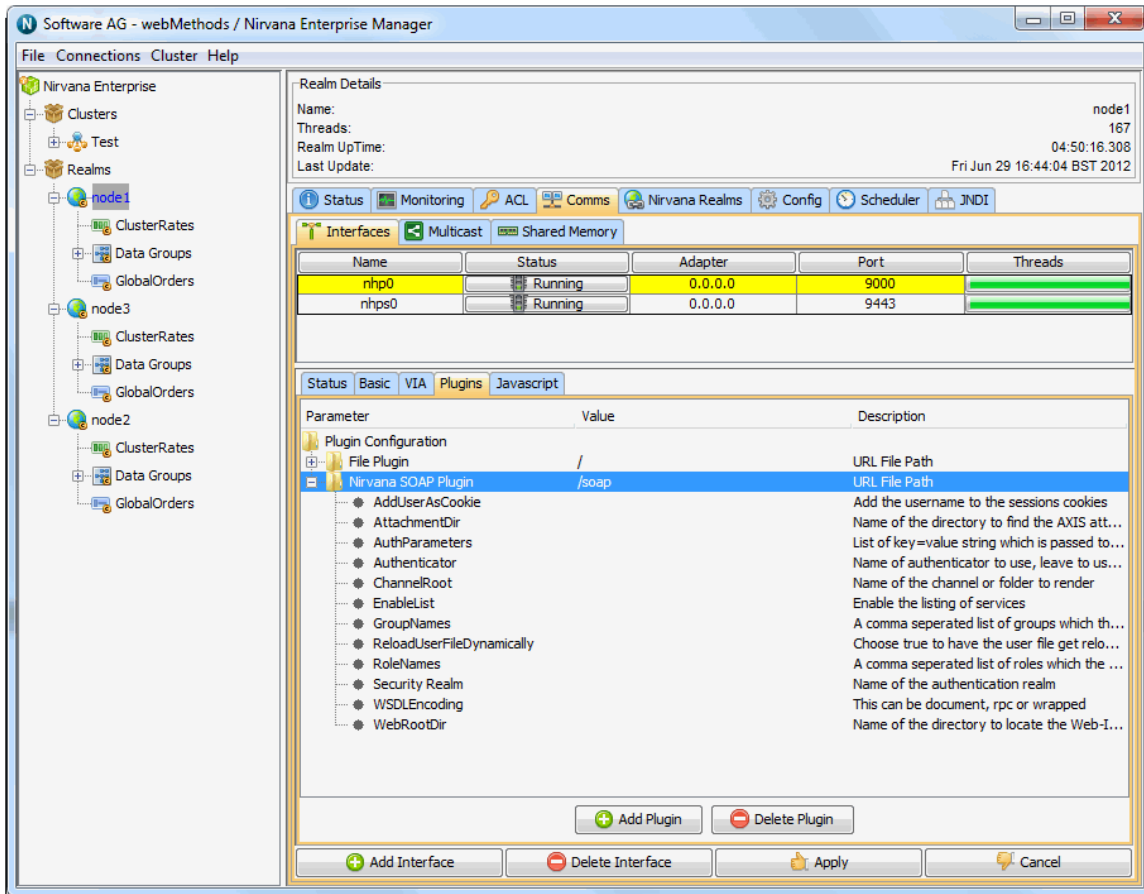 Software AG - webMethods / Nirvana Enterprise Manager
File Connections Cluster Help
Nirvana Enterprise
Clusters
Test
Realms
node1
ClusterRates
Data Groups
GlobalOrders
node3
ClusterRates
Data Groups
GlobalOrders
node2
ClusterRates
Data Groups
GlobalOrders
Realm Details
Name: node1
Threads: 167
Realm UpTime: 04:50:16.308
Last Update: Fri Jun 29 16:44:04 BST 2012
Status Monitoring ACL Comms Nirvana Realms Config Scheduler JNDI
Interfaces Multicast Shared Memory
Name Status Adapter Port Threads
nhp0 Running 0.0.0.0 9000
nhps0 Running 0.0.0.0 9443
Status Basic VIA Plugins Javascript
Parameter Value Description
Plugin Configuration
File Plugin / URL File Path
Nirvana SOAP Plugin /soap URL File Path
AddUserAsCookie Add the username to the sessions cookies
AttachmentDir Name of the directory to find the AXIS att...
AuthParameters List of key=value string which is passed to...
Authenticator Name of authenticator to use, leave to us...
ChannelRoot Name of the channel or folder to render
EnableList Enable the listing of services
GroupNames A comma seperated list of groups which th...
ReloadUserFileDynamically Choose true to have the user file get relo...
RoleNames A comma seperated list of roles which the ...
Security Realm Name of the authentication realm
WSDLEncoding This can be document, rpc or wrapped
WebRootDir Name of the directory to locate the Web-I...
Add Plugin Delete Plugin
Add Interface Delete Interface Apply Cancel